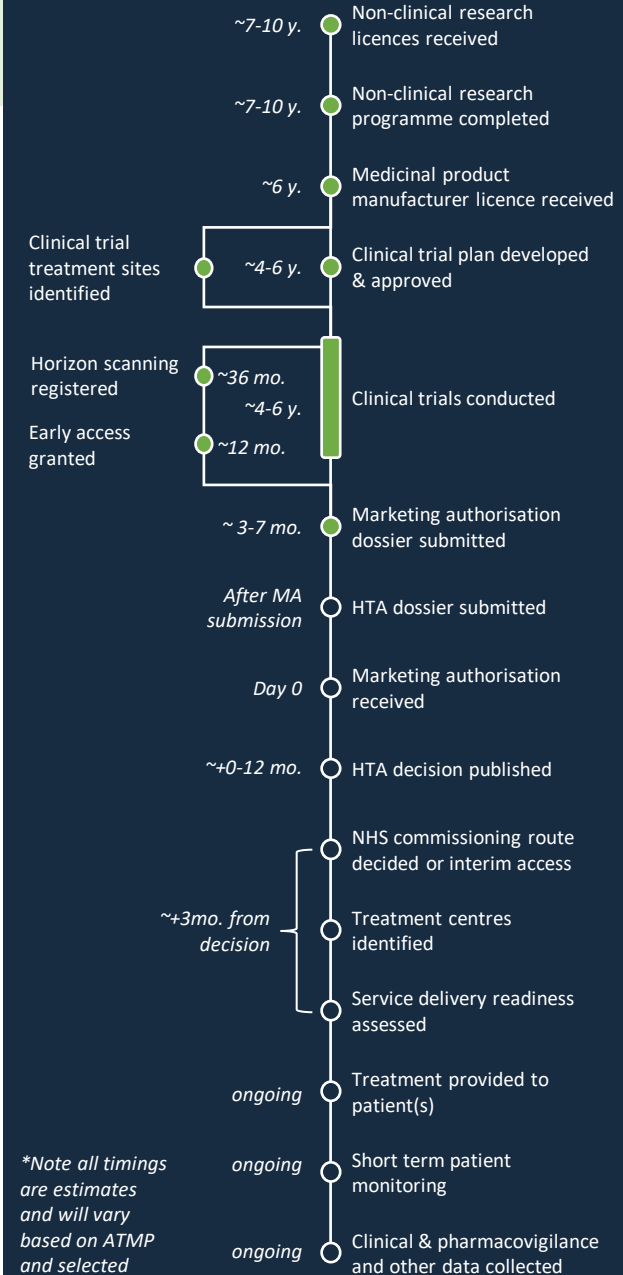 ~7-10 y.
Non-clinical research
licences received
~7-10 y.
Non-clinical research
programme completed
~6 y.
Medicinal product
manufacturer licence received
Clinical trial
treatment sites
identified
~4-6 y.
Clinical trial plan developed
& approved
Horizon scanning
registered
~36 mo.
~4-6 y.
Clinical trials conducted
Early access
granted
~12 mo.
~ 3-7 mo.
Marketing authorisation
dossier submitted
After MA
submission
HTA dossier submitted
Day 0
Marketing authorisation
received
~+0-12 mo.
HTA decision published
NHS commissioning route
decided or interim access
~+3mo. from
decision
Treatment centres
identified
Service delivery readiness
assessed
ongoing
Treatment provided to
patient(s)
ongoing
Short term patient
monitoring
ongoing
Clinical & pharmacovigilance
and other data collected
*Note all timings
are estimates
and will vary
based on ATMP
and selected